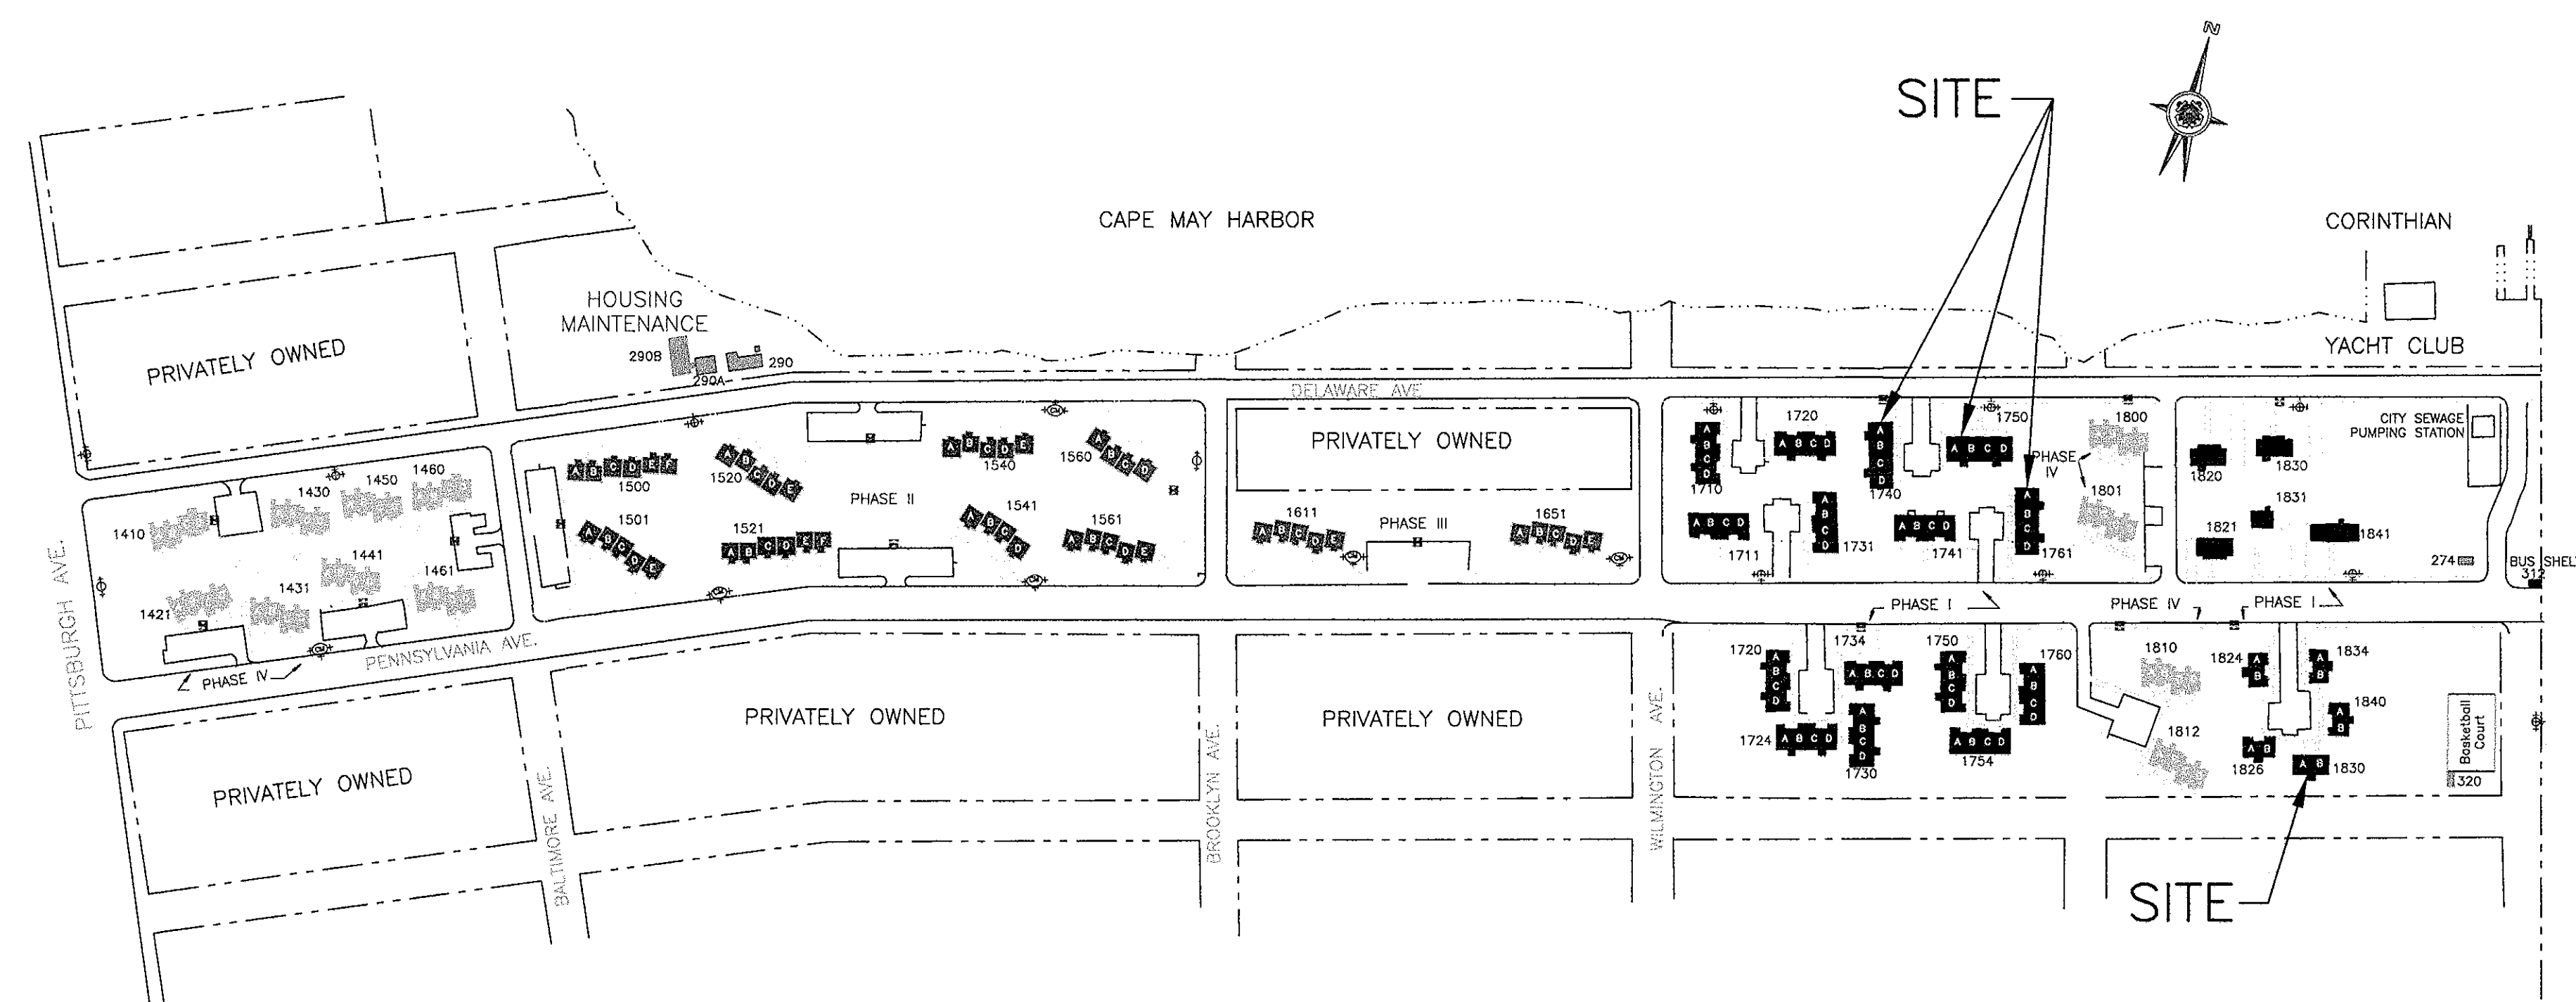 N
SITE
CAPE MAY HARBOR
CORINTHIAN
YACHT CLUB
HOUSING
MAINTENANCE
290B
290A
290
PRIVATELY OWNED
DELAWARE AVE
PRIVATELY OWNED
1410
1430
1450
1460
1421
1431
1441
1461
PHASE IV
PITTSBURGH AVE.
PENNSYLVANIA AVE.
A B C D E F
1500
A B C D E
1520
A B C D E
1540
A B C D
1560
PHASE II
1501
1521
A B C D E F
1541
A B C D
1561
A B C D E
1611
A B C D E
PHASE III
1651
A B C D E
A B C D
1710
1720
A B C D
A B C D
1740
1750
A B C D
1800
PHASE
IV
1801
A B C D
1711
A B C D
1731
A B C D
1741
A B C D
1761
1820
1830
1831
1821
1841
CITY SEWAGE
PUMPING STATION
274
312
PHASE I
PHASE IV
PHASE I
1720
A B C D
1734
A B C D
1750
A B C D
1760
A B C D
1724
A B C D
1730
A B C D
1754
A B C D
1810
1812
1824
A B
1834
A B
1840
A B
1826
A B
A B
1830
Basketball
Court
320
PRIVATELY OWNED
PRIVATELY OWNED
PRIVATELY OWNED
BALTIMORE AVE.
BROOKLYN AVE.
WILMINGTON AVE.
SITE